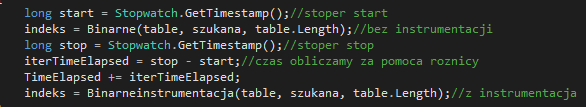 long start = Stopwatch.GetTimestamp();//stoper start
indeks = Binarne(table, szukana, table.Length);//bez instrumentacji
long stop = Stopwatch.GetTimestamp();//stoper stop
iterTimeElapsed = stop - start;//czas obliczamy za pomoca roznicy
TimeElapsed += iterTimeElapsed;
indeks = Binarneinstrumentacja(table, szukana, table.Length);//z instrumentacja